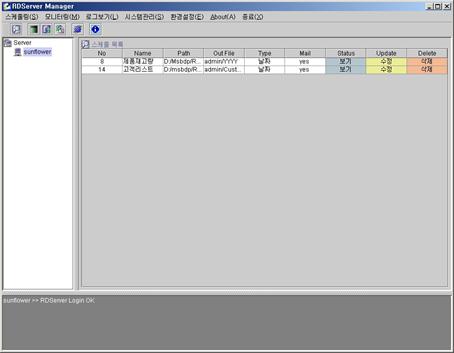 RDServer Manager
스케줄링(S) 모니터링(M) 로그보기(L) 시스템관리(S) 환경설정(E) About(A) 종료(X)
Server
sunflower
스케줄 목록
No Name Path Out File Type Mail Status Update Delete
8 제품재고량 D:/Msbdp/R... admin/YYYY 날짜 yes 보기 수정 삭제
14 고객리스트 D:/msbdp/R... admin/Cust... 날짜 yes 보기 수정 삭제
sunflower >> RDServer Login OK